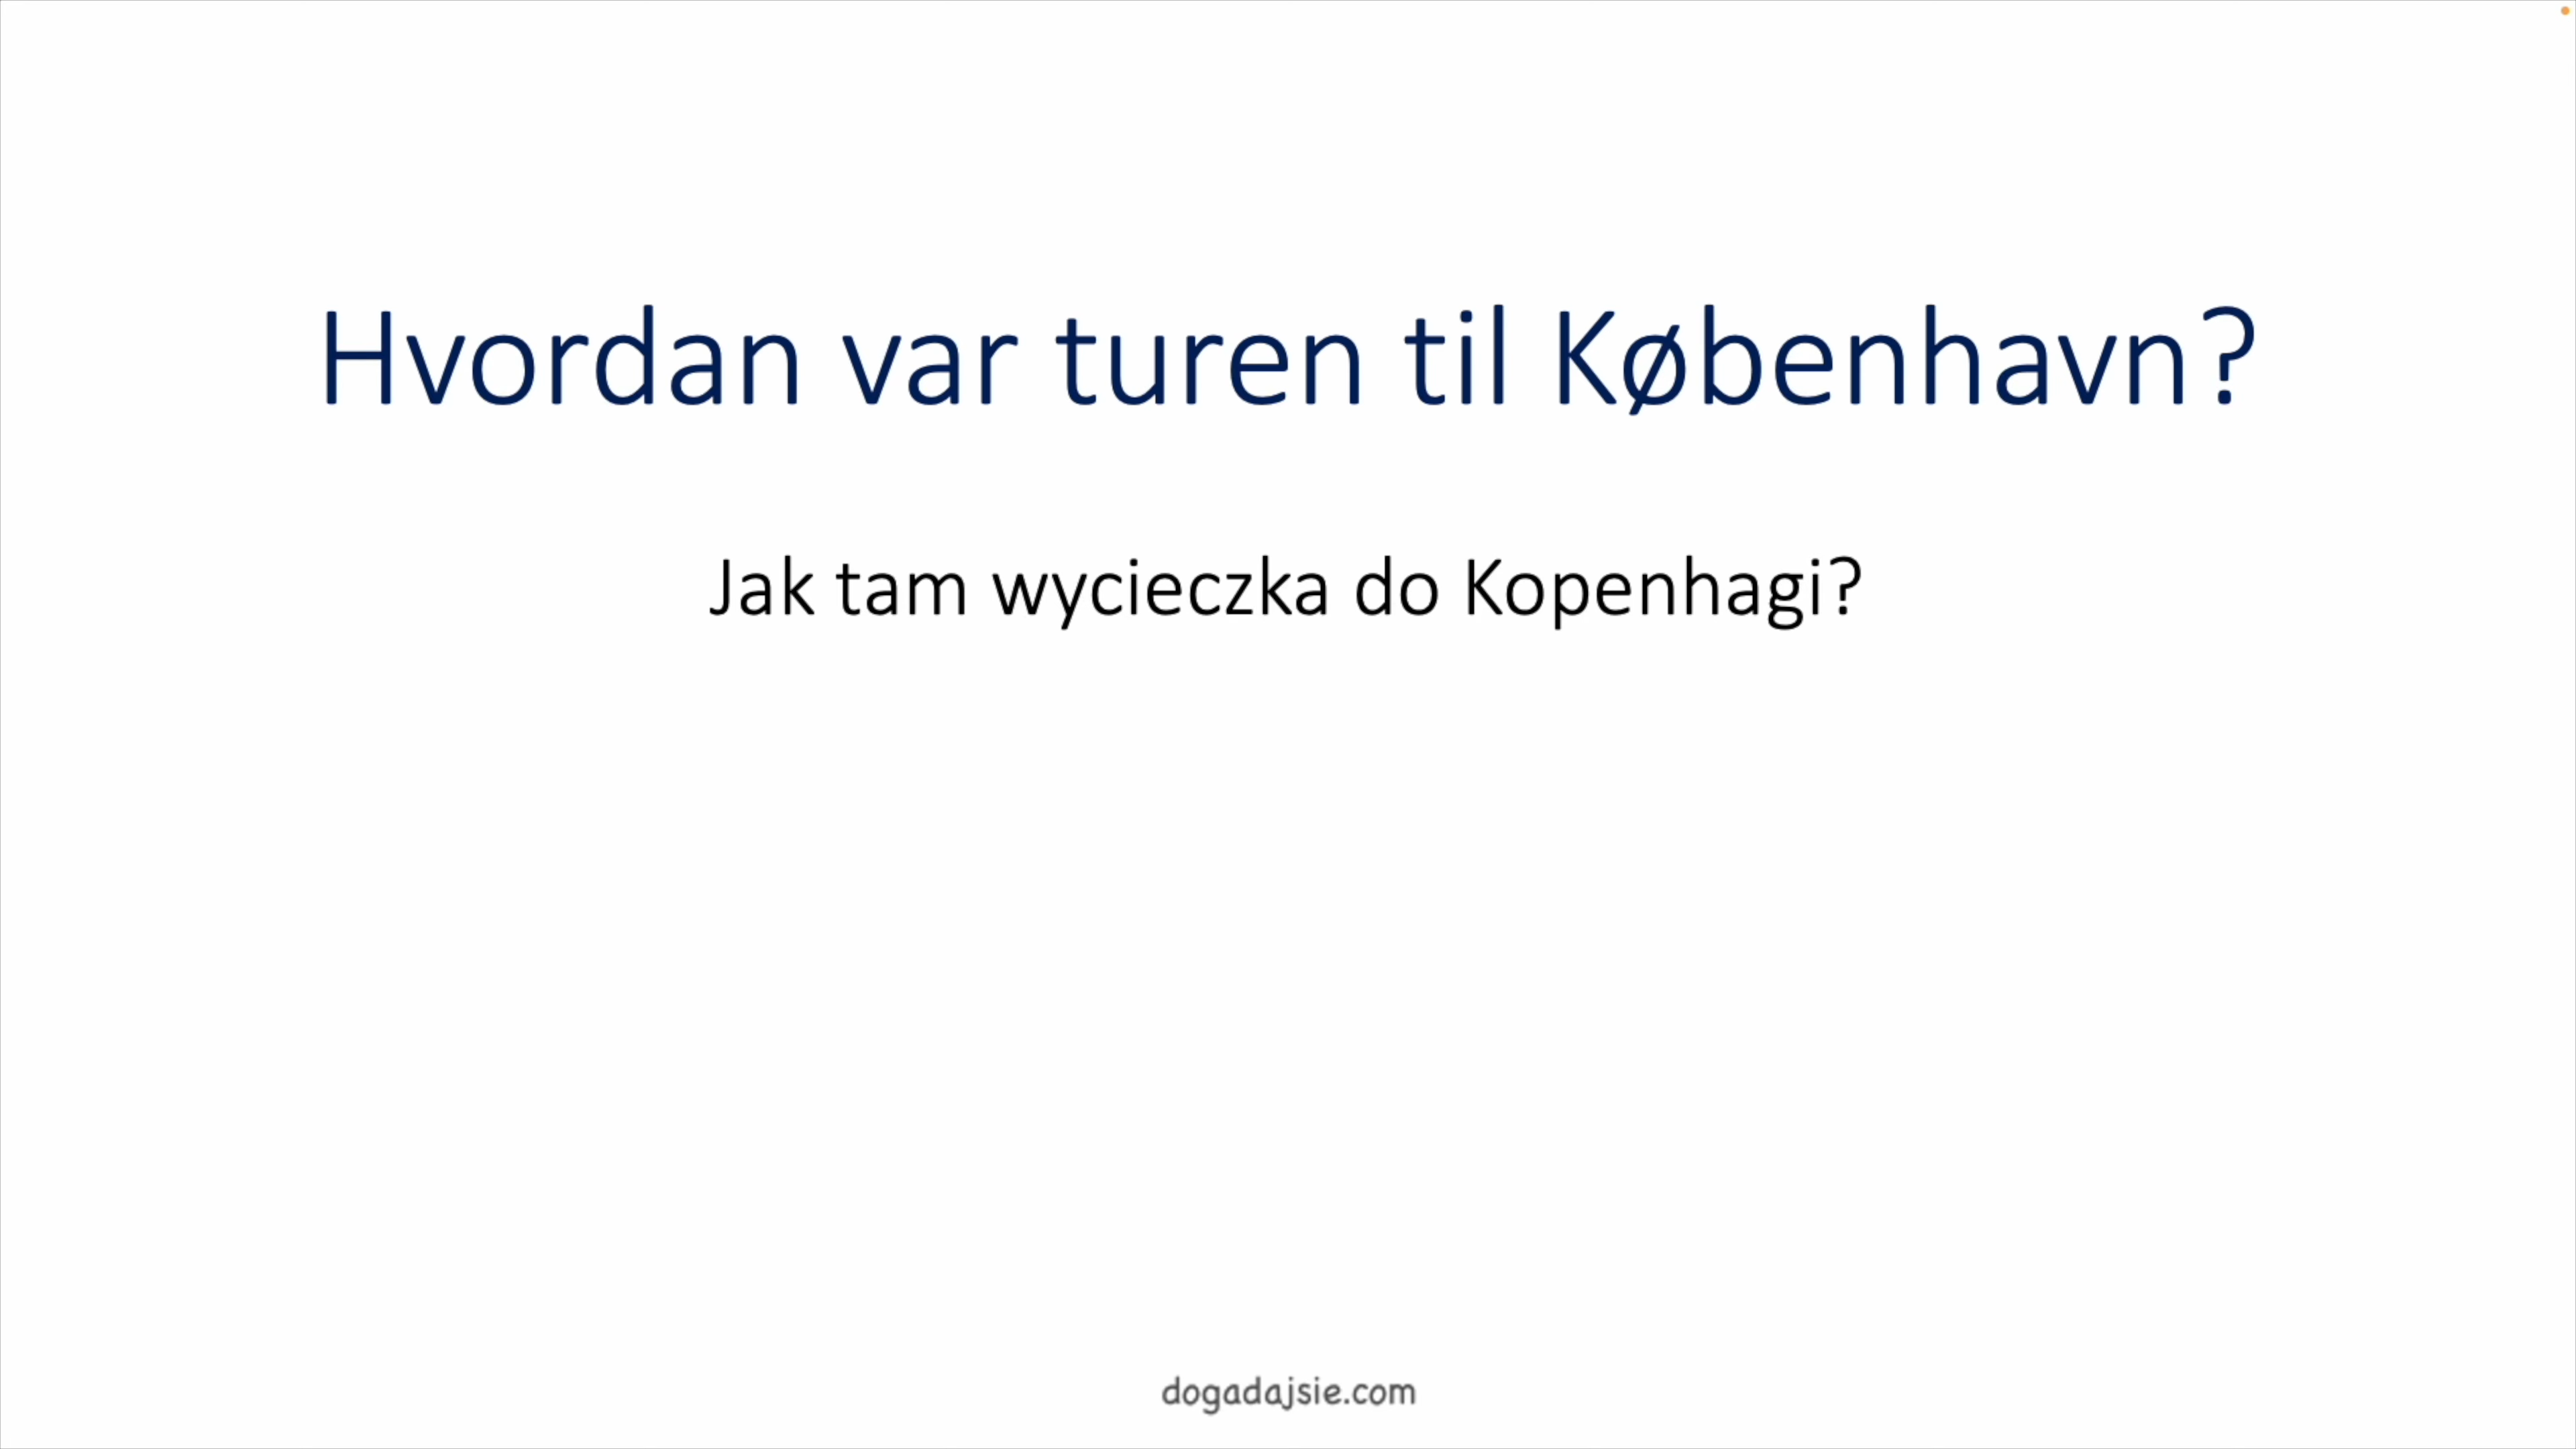 Hvordan var turen til København?
Jak tam wycieczka do Kopenhagi?
dogadajsie.com